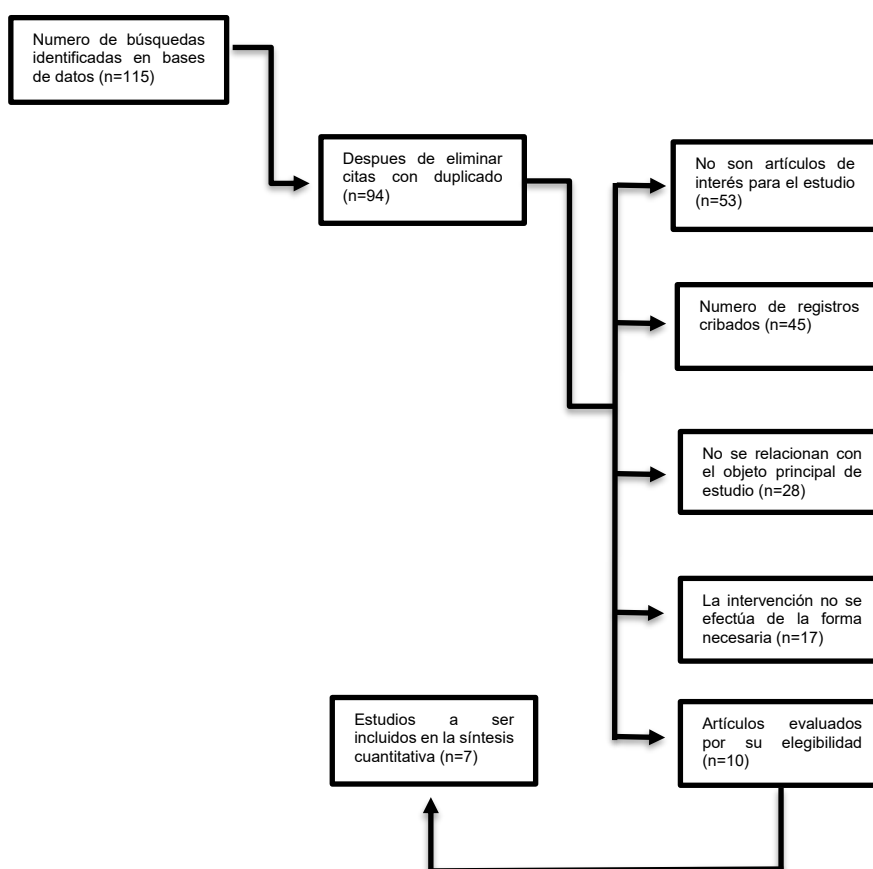 Numero de búsquedas
identificadas en bases
de datos (n=115)
Despues de eliminar
citas con duplicado
(n=94)
No son artículos de
interés para el estudio
(n=53)
Numero de registros
cribados (n=45)
No se relacionan con
el objeto principal de
estudio (n=28)
La intervención no se
efectúa de la forma
necesaria (n=17)
Estudios a ser
incluidos en la síntesis
cuantitativa (n=7)
Artículos evaluados
por su elegibilidad
(n=10)